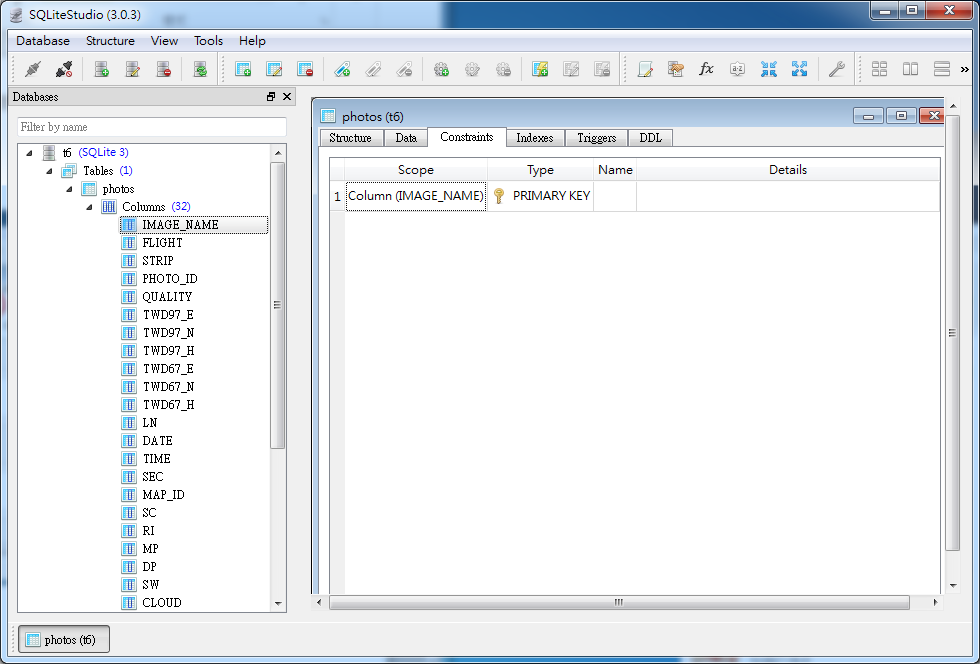 SQLiteStudio (3.0.3)
Database Structure View Tools Help
Databases
Filter by name
t6 (SQLite 3)
Tables (1)
photos
Columns (32)
IMAGE_NAME
FLIGHT
STRIP
PHOTO_ID
QUALITY
TWD97_E
TWD97_N
TWD97_H
TWD67_E
TWD67_N
TWD67_H
LN
DATE
TIME
SEC
MAP_ID
SC
RI
MP
DP
SW
CLOUD
photos (t6)
Structure Data Constraints Indexes Triggers DDL
Scope Type Name Details
1 Column (IMAGE_NAME) PRIMARY KEY
photos (t6)